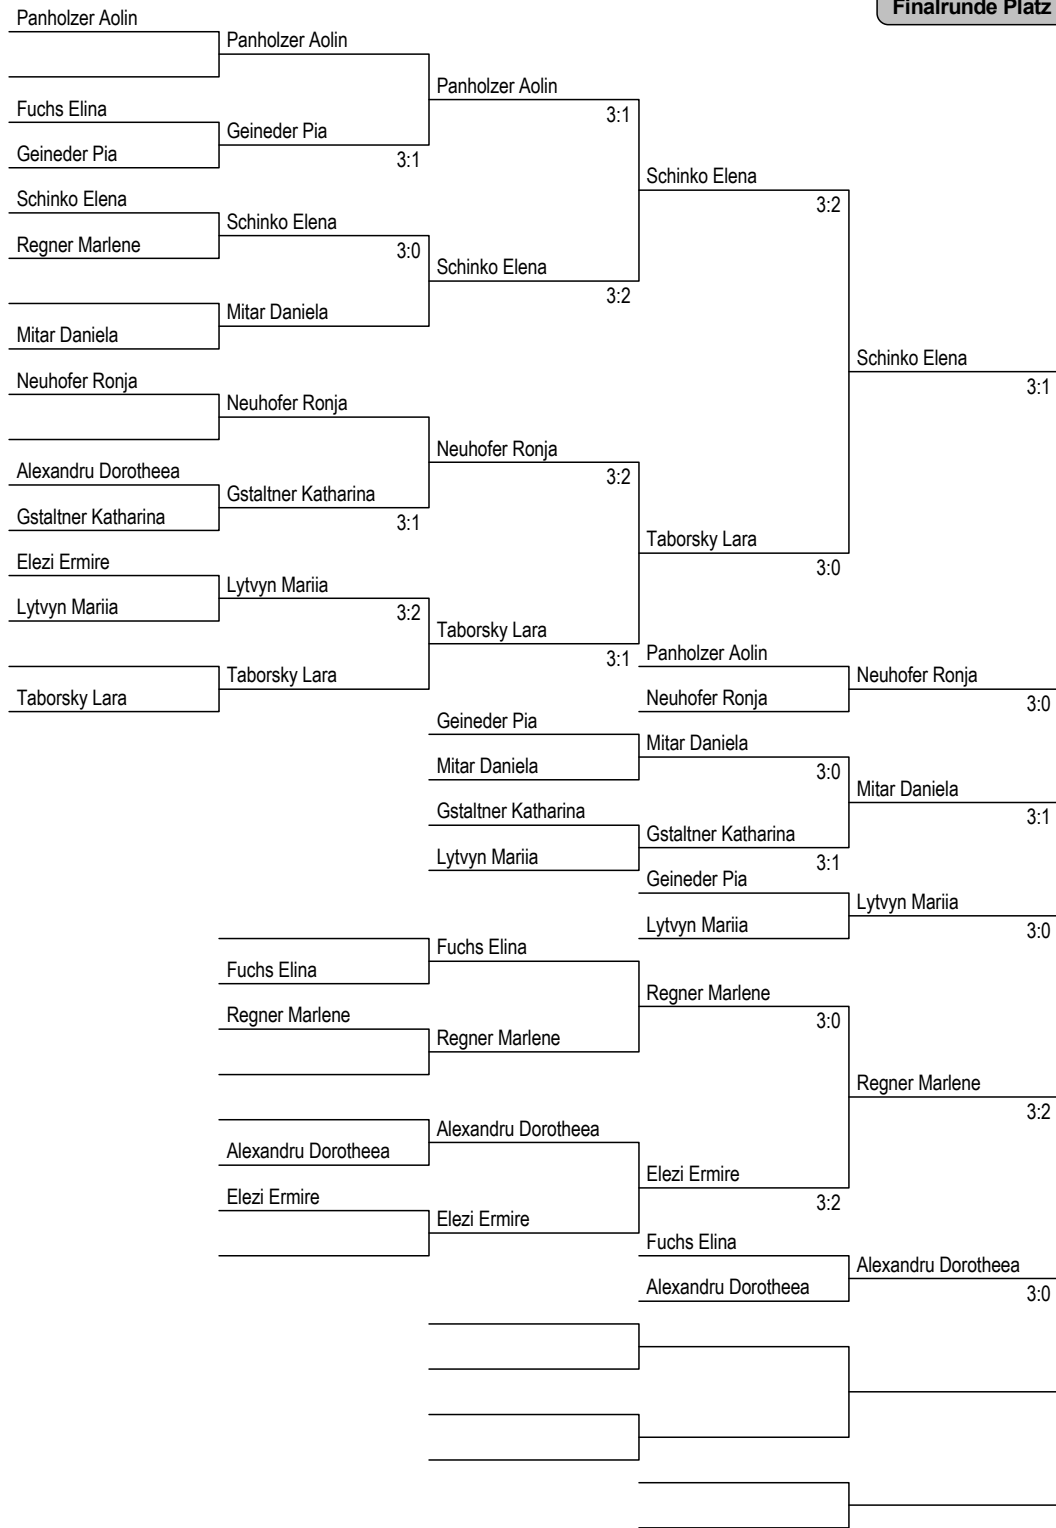 Finalrunde Platz
Panholzer Aolin
Panholzer Aolin
Panholzer Aolin
Fuchs Elina
3:1
Geineder Pia
Geineder Pia
3:1
Schinko Elena
Schinko Elena
3:2
Schinko Elena
Regner Marlene
3:0
Schinko Elena
3:2
Mitar Daniela
Mitar Daniela
Schinko Elena
3:1
Neuhofer Ronja
Neuhofer Ronja
Neuhofer Ronja
Alexandru Dorotheea
3:2
Gstaltner Katharina
Gstaltner Katharina
3:1
Taborsky Lara
Elezi Ermire
3:0
Lytvyn Mariia
Lytvyn Mariia
3:2
Taborsky Lara
3:1
Panholzer Aolin
Taborsky Lara
Neuhofer Ronja
Taborsky Lara
Neuhofer Ronja
3:0
Geineder Pia
Mitar Daniela
Mitar Daniela
3:0
Mitar Daniela
Gstaltner Katharina
3:1
Gstaltner Katharina
Lytvyn Mariia
3:1
Geineder Pia
Lytvyn Mariia
Lytvyn Mariia
3:0
Fuchs Elina
Fuchs Elina
Regner Marlene
Regner Marlene
3:0
Regner Marlene
Regner Marlene
3:2
Alexandru Dorotheea
Alexandru Dorotheea
Elezi Ermire
Elezi Ermire
3:2
Elezi Ermire
Fuchs Elina
Alexandru Dorotheea
Alexandru Dorotheea
3:0